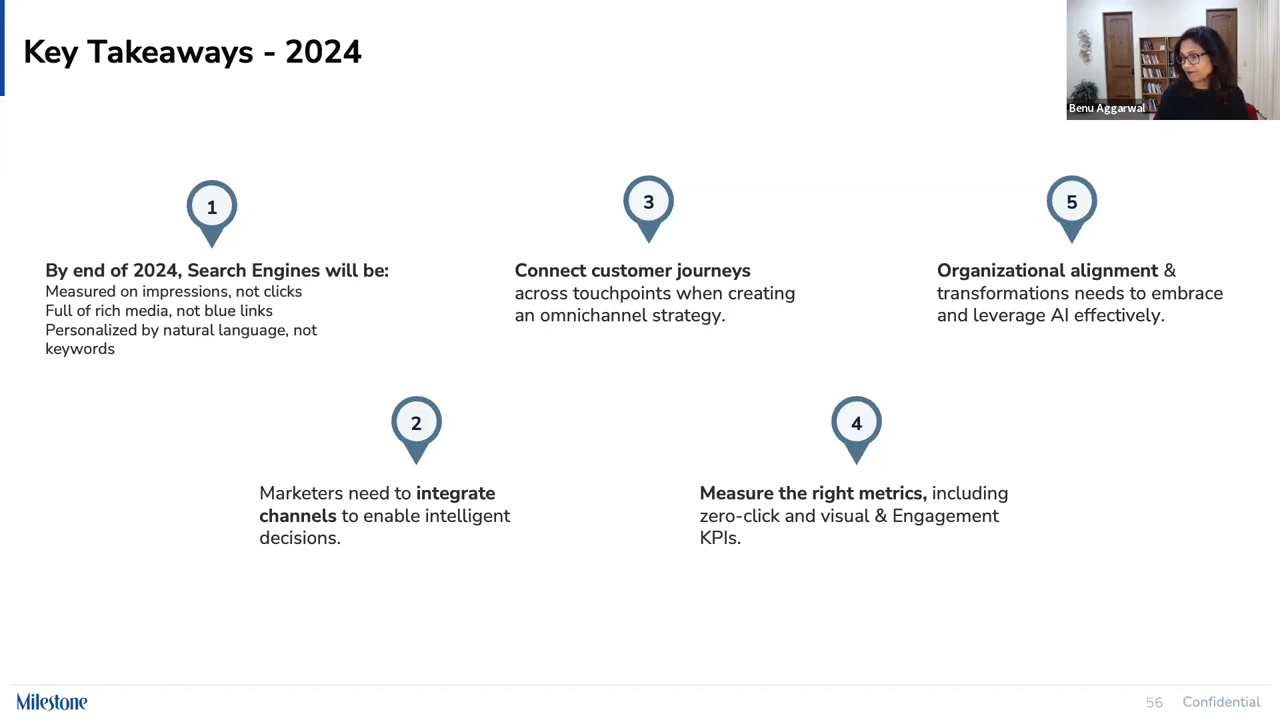 Key Takeaways - 2024
Benu Aggarwal
1
By end of 2024, Search Engines will be:
Measured on impressions, not clicks
Full of rich media, not blue links
Personalized by natural language, not
keywords
2
Marketers need to integrate
channels to enable intelligent
decisions.
3
Connect customer journeys
across touchpoints when creating
an omnichannel strategy.
4
Measure the right metrics, including
zero-click and visual & Engagement
KPIs.
5
Organizational alignment &
transformations needs to embrace
and leverage AI effectively.
Milestone
56 Confidential